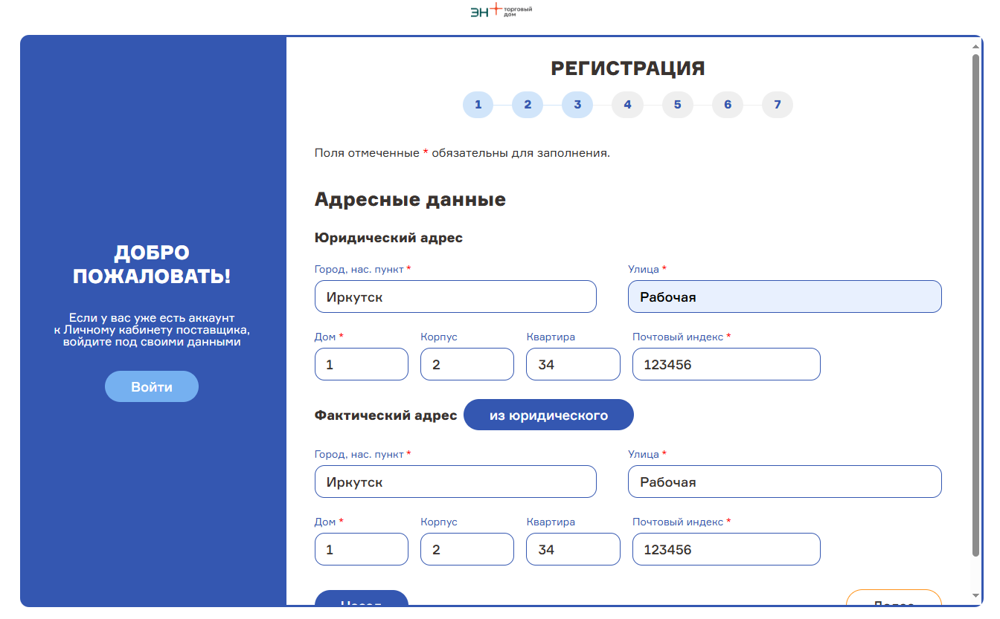 ЭН+ торговый дом
РЕГИСТРАЦИЯ
1 2 3 4 5 6 7
Поля отмеченные * обязательны для заполнения.
Адресные данные
Юридический адрес
Город, нас. пункт * Улица *
Иркутск Рабочая
Дом * Корпус Квартира Почтовый индекс *
1 2 34 123456
Фактический адрес из юридического
Город, нас. пункт * Улица *
Иркутск Рабочая
Дом * Корпус Квартира Почтовый индекс *
1 2 34 123456
ДОБРО
ПОЖАЛОВАТЬ!
Если у вас уже есть аккаунт
к Личному кабинету поставщика,
войдите под своими данными
Войти